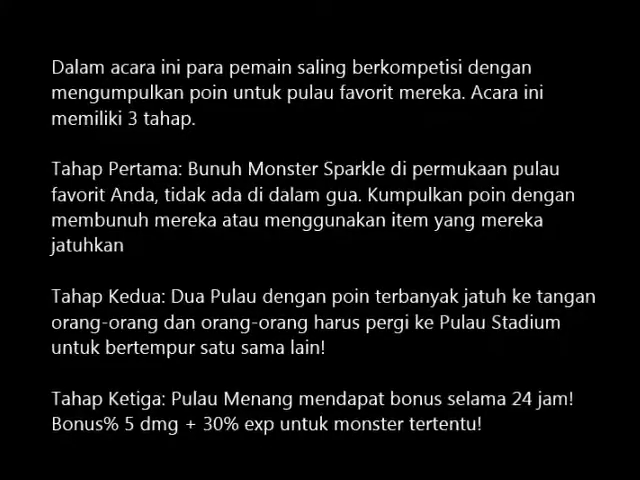 Dalam acara ini para pemain saling berkompetisi dengan
mengumpulkan poin untuk pulau favorit mereka. Acara ini
memiliki 3 tahap.
Tahap Pertama: Bunuh Monster Sparkle di permukaan pulau
favorit Anda, tidak ada di dalam gua. Kumpulkan poin dengan
membunuh mereka atau menggunakan item yang mereka
jatuhkan
Tahap Kedua: Dua Pulau dengan poin terbanyak jatuh ke tangan
orang-orang dan orang-orang harus pergi ke Pulau Stadium
untuk bertempur satu sama lain!
Tahap Ketiga: Pulau Menang mendapat bonus selama 24 jam!
Bonus% 5 dmg + 30% exp untuk monster tertentu!